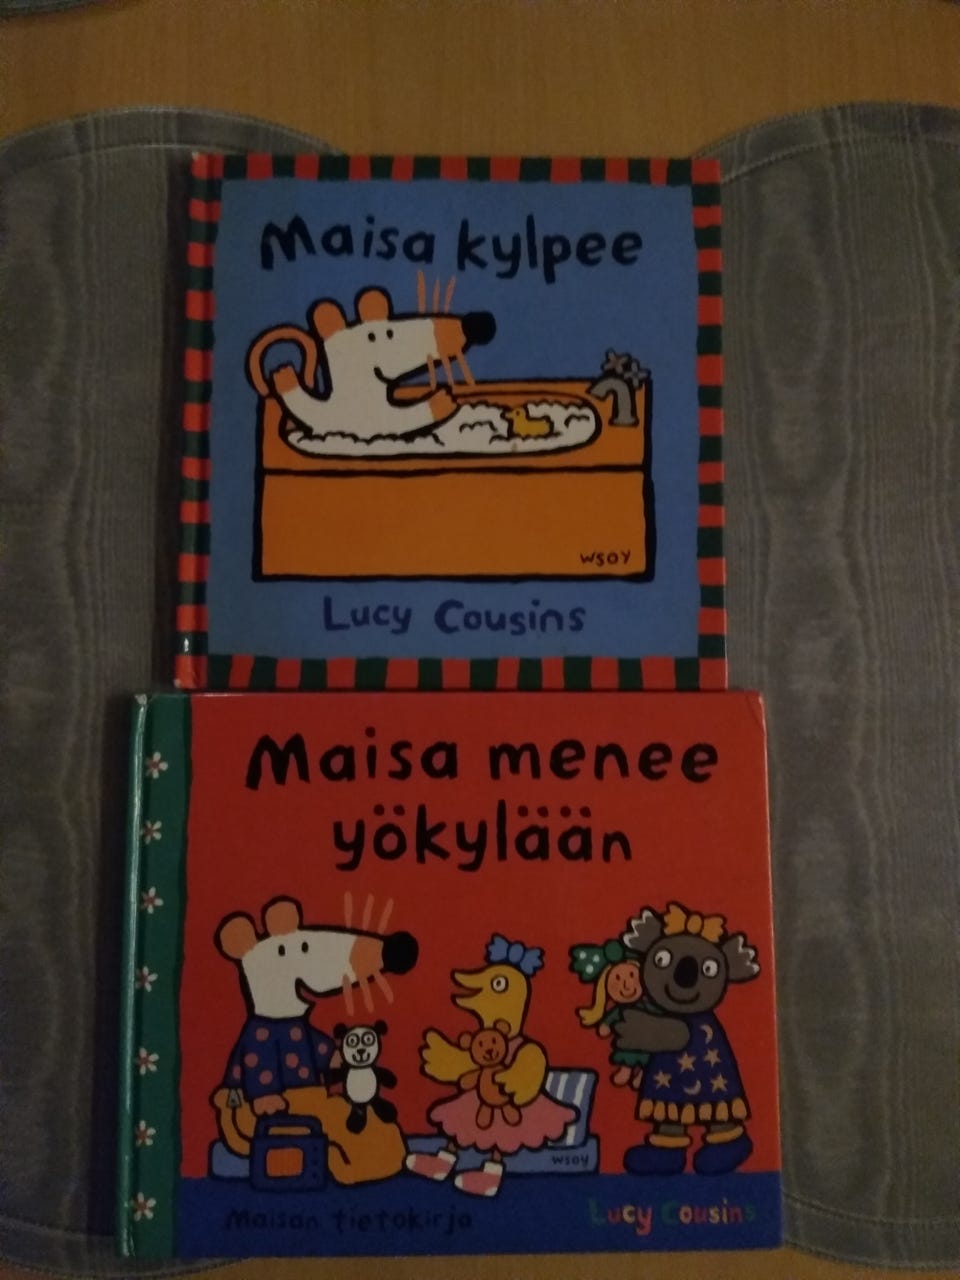 Maisa kylpee
WSOY
Lucy Cousins
Maisa menee
yökylään
WSOY
Maisan tietokirja
Lucy Cousins